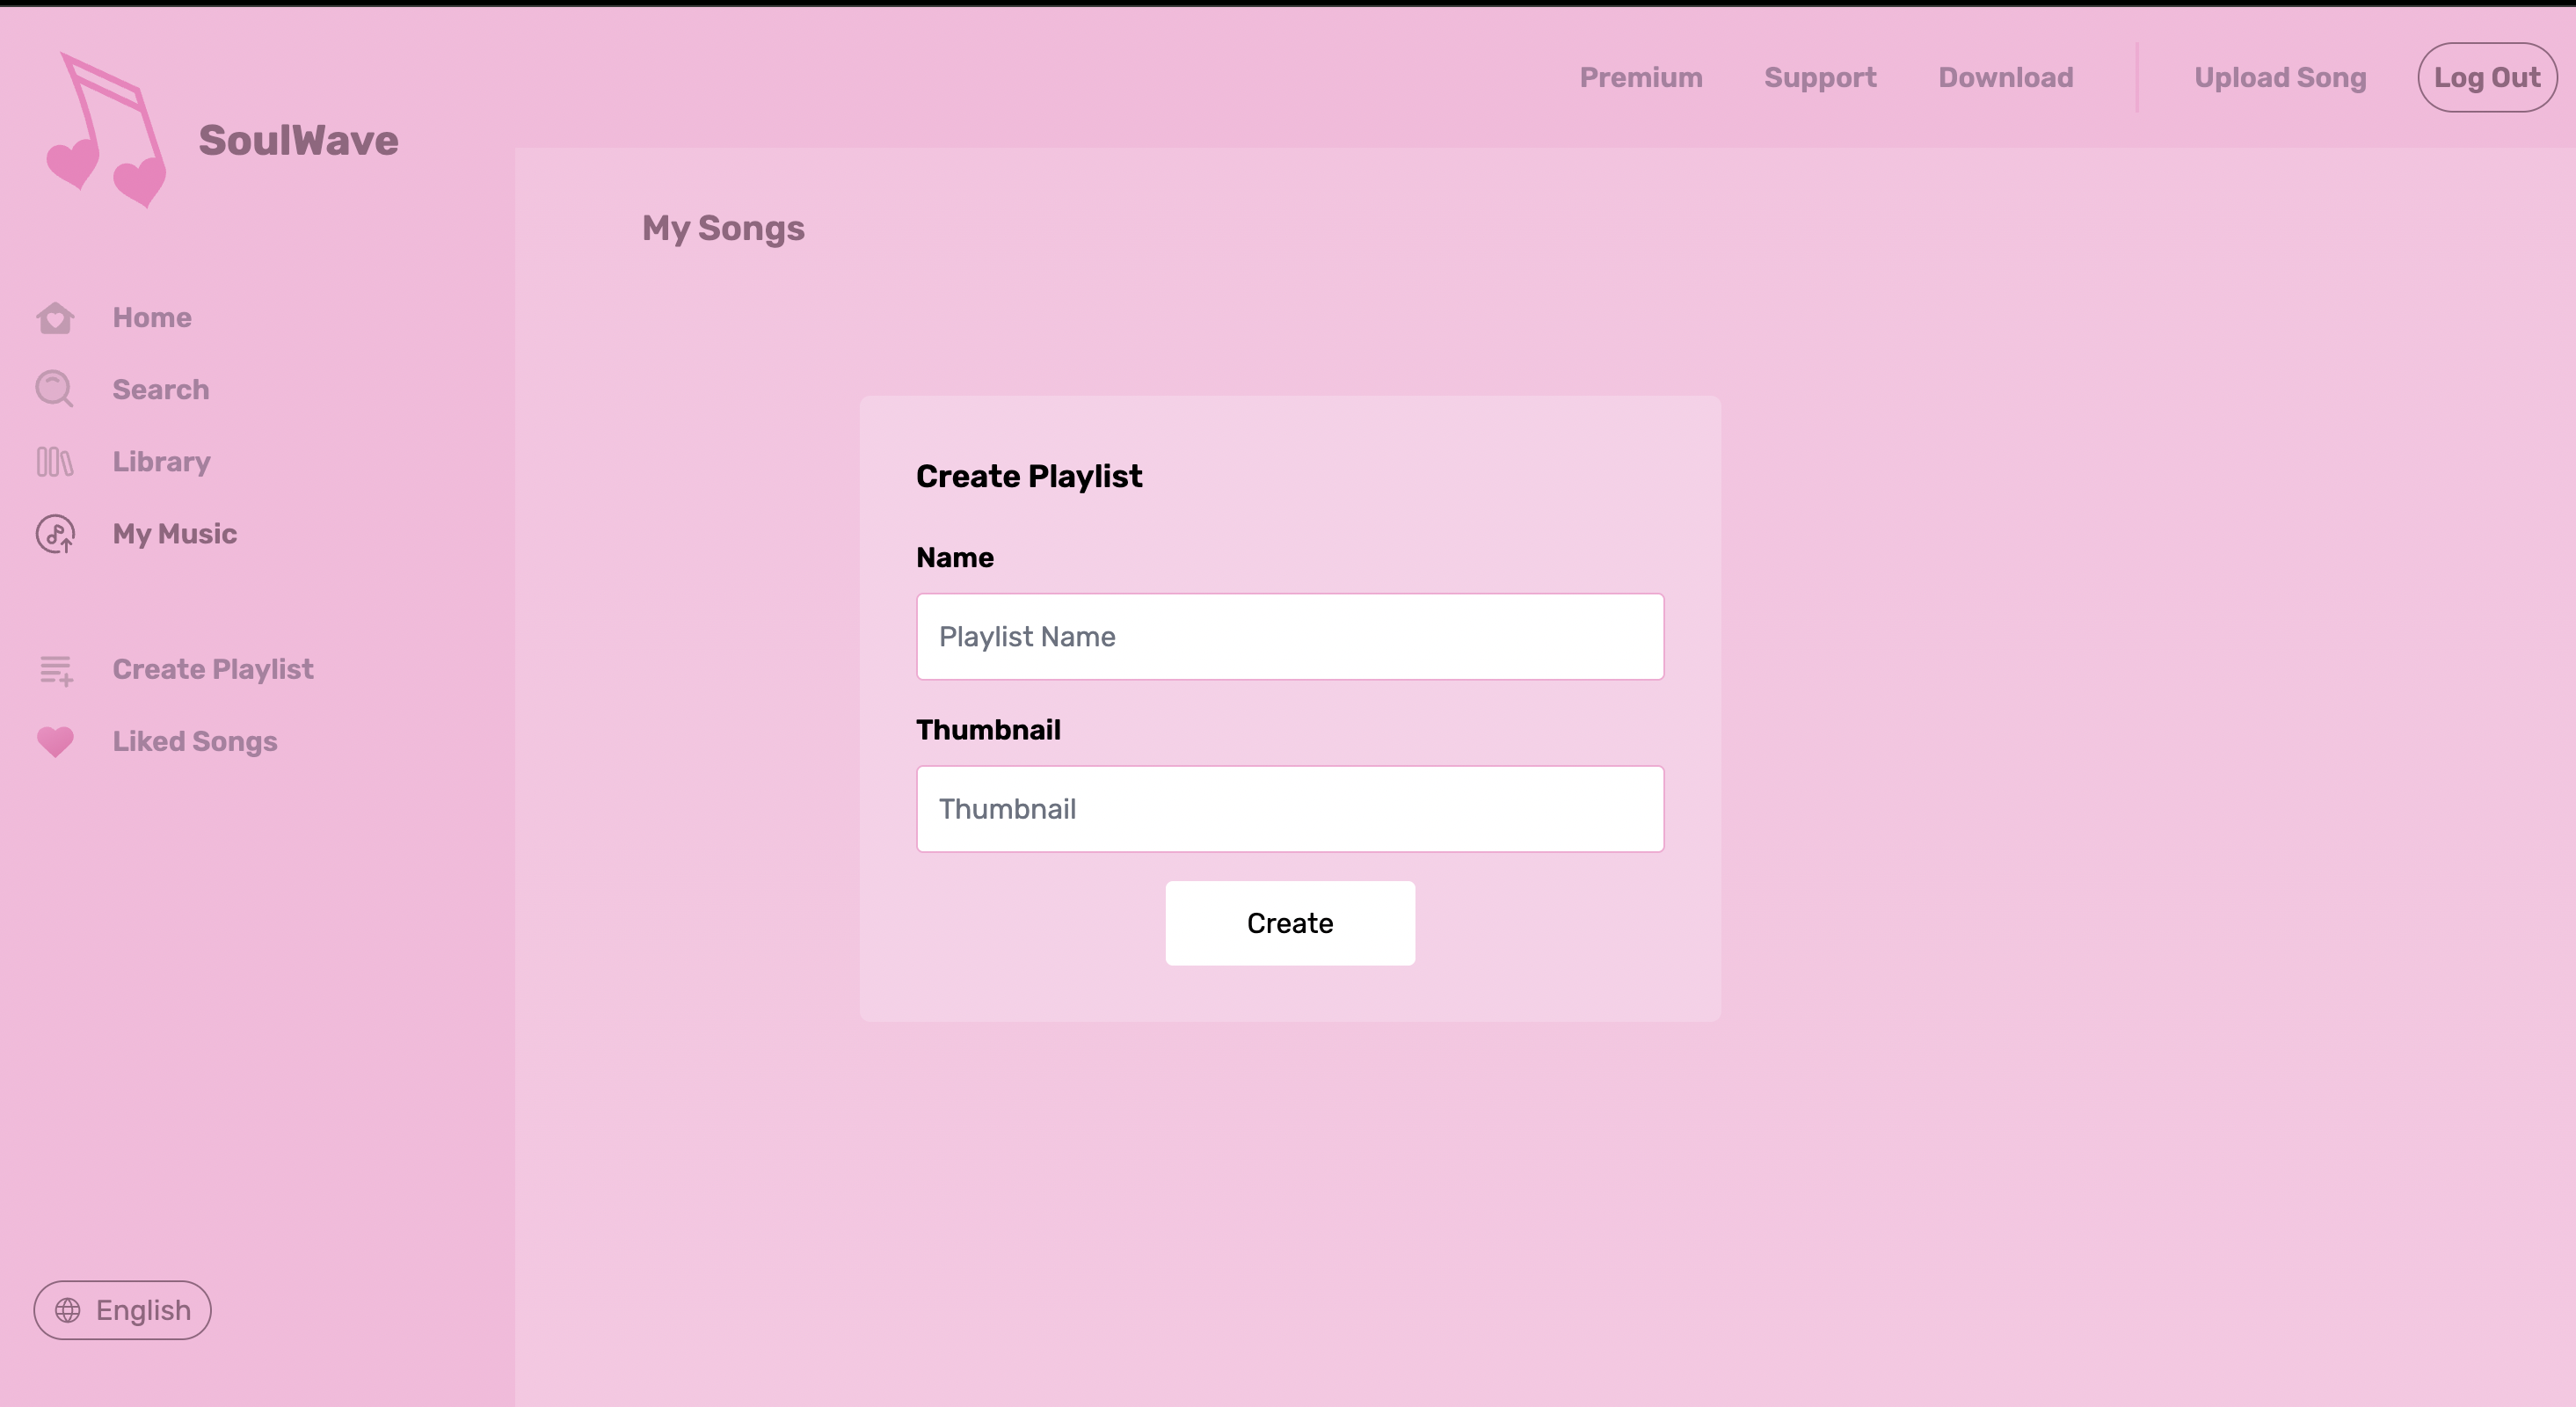 SoulWave
Premium
Support
Download
Upload Song
Log Out
Home
Search
Library
My Music
Create Playlist
Liked Songs
English
My Songs
Create Playlist
Name
Playlist Name
Thumbnail
Thumbnail
Create